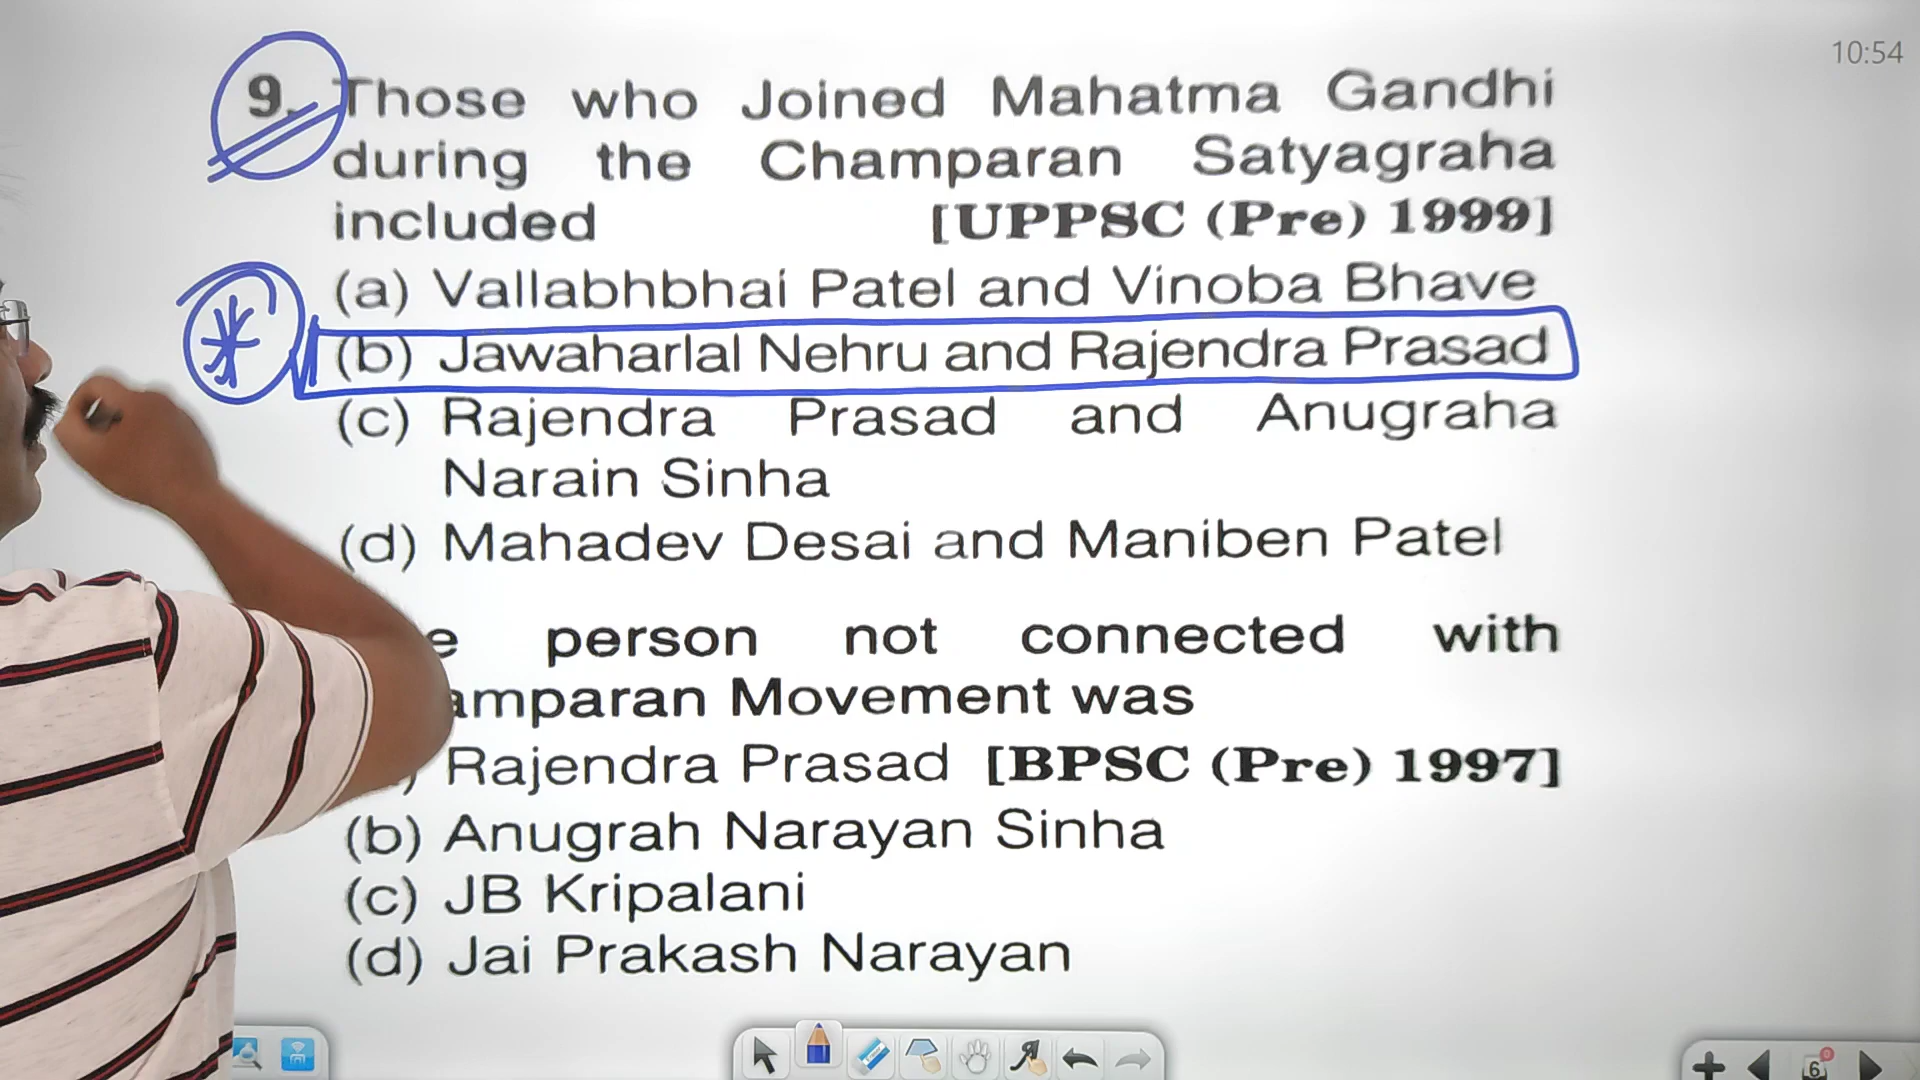 10:54
9. Those who Joined Mahatma Gandhi
during the Champaran Satyagraha
included [UPPSC (Pre) 1999]
(a) Vallabhbhai Patel and Vinoba Bhave
(b) Jawaharlal Nehru and Rajendra Prasad
(c) Rajendra Prasad and Anugraha
Narain Sinha
(d) Mahadev Desai and Maniben Patel
person not connected with
Movement was
Rajendra Prasad [BPSC (Pre) 1997]
(b) Anugrah Narayan Sinha
(c) JB Kripalani
(d) Jai Prakash Narayan
6